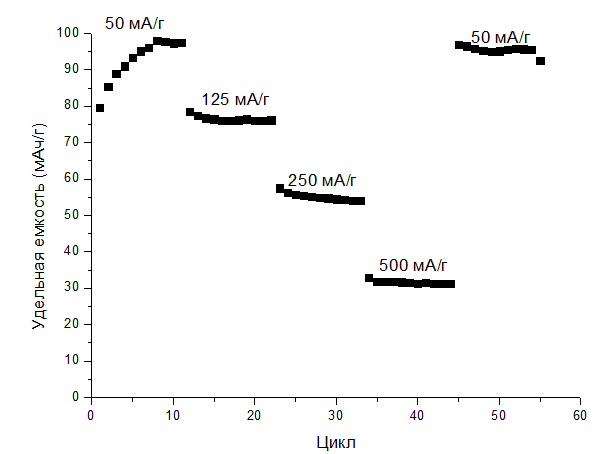 50 мА/г
50 мА/г
125 мА/г
250 мА/г
500 мА/г
Удельная емкость (мАч/г)
100
90
80
70
60
50
40
30
20
10
0
0 10 20 30 40 50 60
Цикл